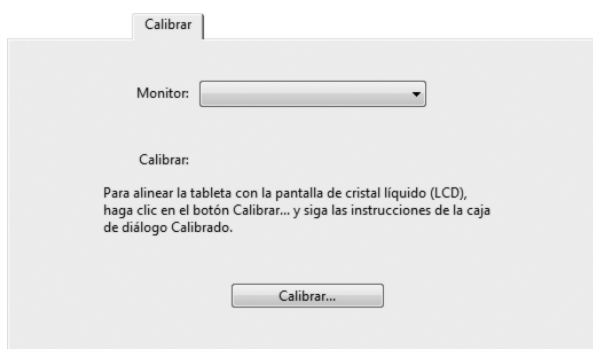 Calibrar
Monitor:
Calibrar:
Para alinear la tableta con la pantalla de cristal líquido (LCD),
haga clic en el botón Calibrar... y siga las instrucciones de la caja
de diálogo Calibrado.
Calibrar...